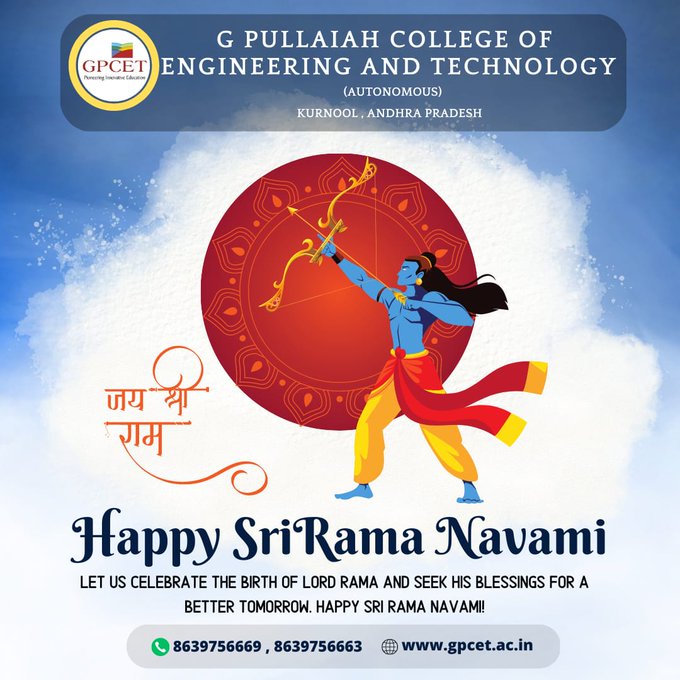 GPCET
Pioneering Innovative Education
G PULLAIAH COLLEGE OF
ENGINEERING AND TECHNOLOGY
(AUTONOMOUS)
KURNOOL , ANDHRA PRADESH
जय श्री
राम
Happy SriRama Navami
LET US CELEBRATE THE BIRTH OF LORD RAMA AND SEEK HIS BLESSINGS FOR A
BETTER TOMORROW. HAPPY SRI RAMA NAVAMI!
8639756669 , 8639756663 www.gpcet.ac.in